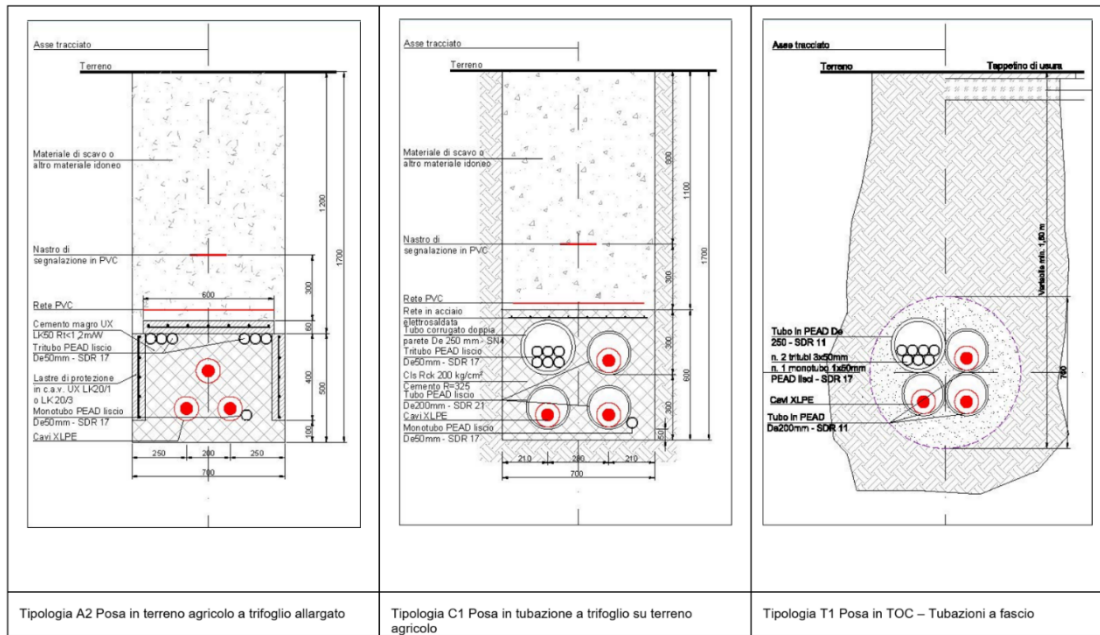 Asse tracciato
Terreno
Materiale di scavo o
altro materiale idoneo
Nastro di
segnalazione in PVC
Rete PVC
Cemento magro UX
LK50 Rt<1,2m/W
Tritubo PEAD liscio
De50mm - SDR 17
Lastre di protezione
in c.a.v. UX LK20/1
o LK 20/3
Monotubo PEAD liscio
De50mm - SDR 17
Cavi XLPE
600
1200
1700
300
60
400
500
100
250
200
250
700
Tipologia A2 Posa in terreno agricolo a trifoglio allargato
Asse tracciato
Terreno
Materiale di scavo o
altro materiale idoneo
Nastro di
segnalazione in PVC
Rete PVC
Rete in acciaio
elettrosaldata
Tubo corrugato doppia
parete De 250 mm - SN4
Tritubo PEAD liscio
De50mm - SDR 17
Cls Rck 200 kg/cm²
Cemento R=325
Tubo PEAD liscio
De200mm - SDR 21
Cavi XLPE
Monotubo PEAD liscio
De50mm - SDR 17
800
1100
1700
300
300
600
300
50
210
280
210
700
Tipologia C1 Posa in tubazione a trifoglio su terreno
agricolo
Asse tracciato
Terreno
Tappetino di usura
Variabile min. 1,50 m
Tubo in PEAD De
250 - SDR 11
n. 2 tritubi 3x50mm
n. 1 monotubo 1x50mm
PEAD lisci - SDR 17
Cavi XLPE
Tubo in PEAD
De200mm - SDR 11
Tipologia T1 Posa in TOC – Tubazioni a fascio